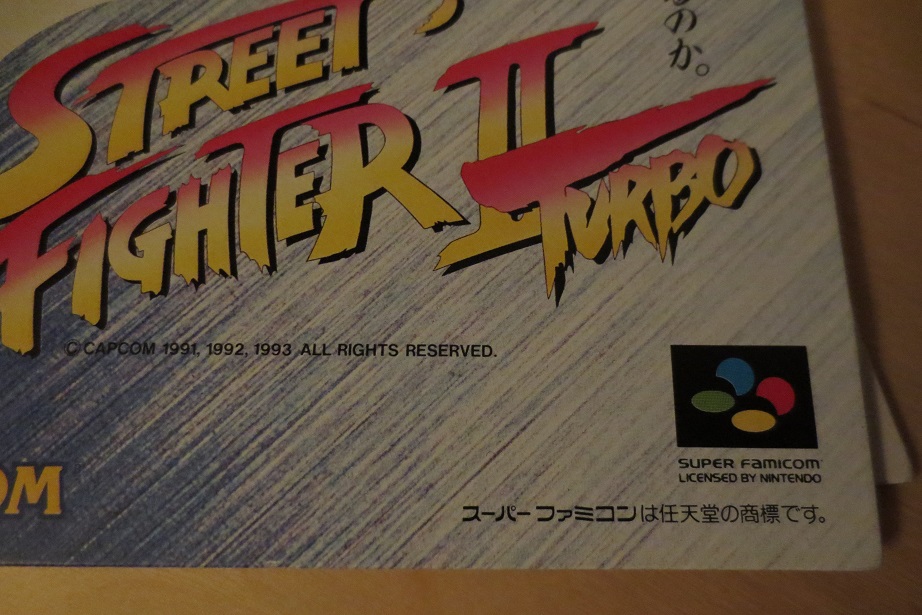 るのか。
STREET
FIGHTER II
TURBO
© CAPCOM 1991, 1992, 1993 ALL RIGHTS RESERVED.
SUPER FAMICOM
LICENSED BY NINTENDO
スーパーファミコンは任天堂の商標です。